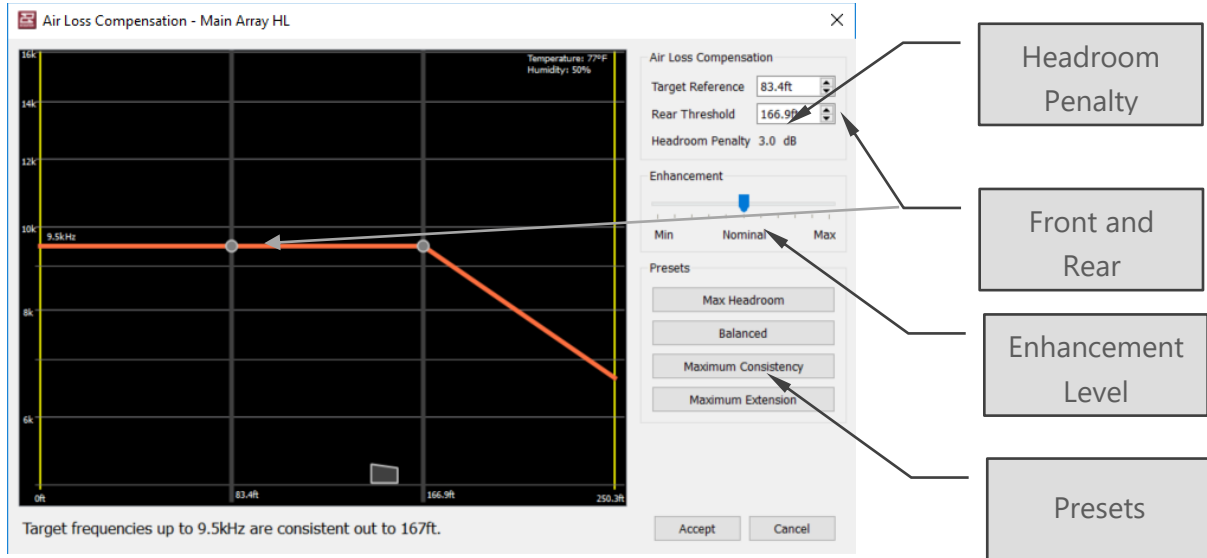 Air Loss Compensation - Main Array HL
16k
Temperature: 77°F
Humidity: 50%
14k
12k
10k
9.5kHz
8k
6k
0ft
83.4ft
166.9ft
250.3ft
Target frequencies up to 9.5kHz are consistent out to 167ft.
Air Loss Compensation
Target Reference 83.4ft
Rear Threshold 166.9ft
Headroom Penalty 3.0 dB
Enhancement
Min Nominal Max
Presets
Max Headroom
Balanced
Maximum Consistency
Maximum Extension
Accept Cancel
Headroom
Penalty
Front and
Rear
Enhancement
Level
Presets